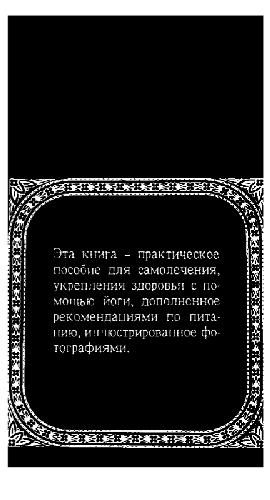 Эта книга – практическое
пособие для самолечения,
укрепления здоровья с по-
мощью йоги, дополненное
рекомендациями по пита-
нию, иллюстрированное фо-
тографиями.